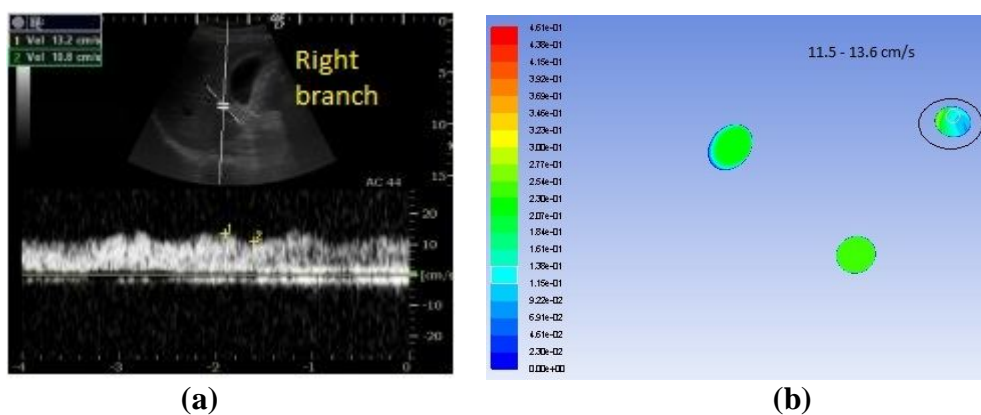 1 Vel 13.2 cm/s
2 Vel 10.8 cm/s
Right
branch
0
5
10
15
AC 44
20
10
[cm/s
-10
-20
-4
-3
-2
-1
0
1
2
(a)
4.61e-01
4.38e-01
4.15e-01
3.92e-01
3.69e-01
3.46e-01
3.23e-01
3.00e-01
2.77e-01
2.54e-01
2.30e-01
2.07e-01
1.84e-01
1.61e-01
1.38e-01
1.15e-01
9.22e-02
6.91e-02
4.61e-02
2.30e-02
0.00e+00
11.5 - 13.6 cm/s
(b)